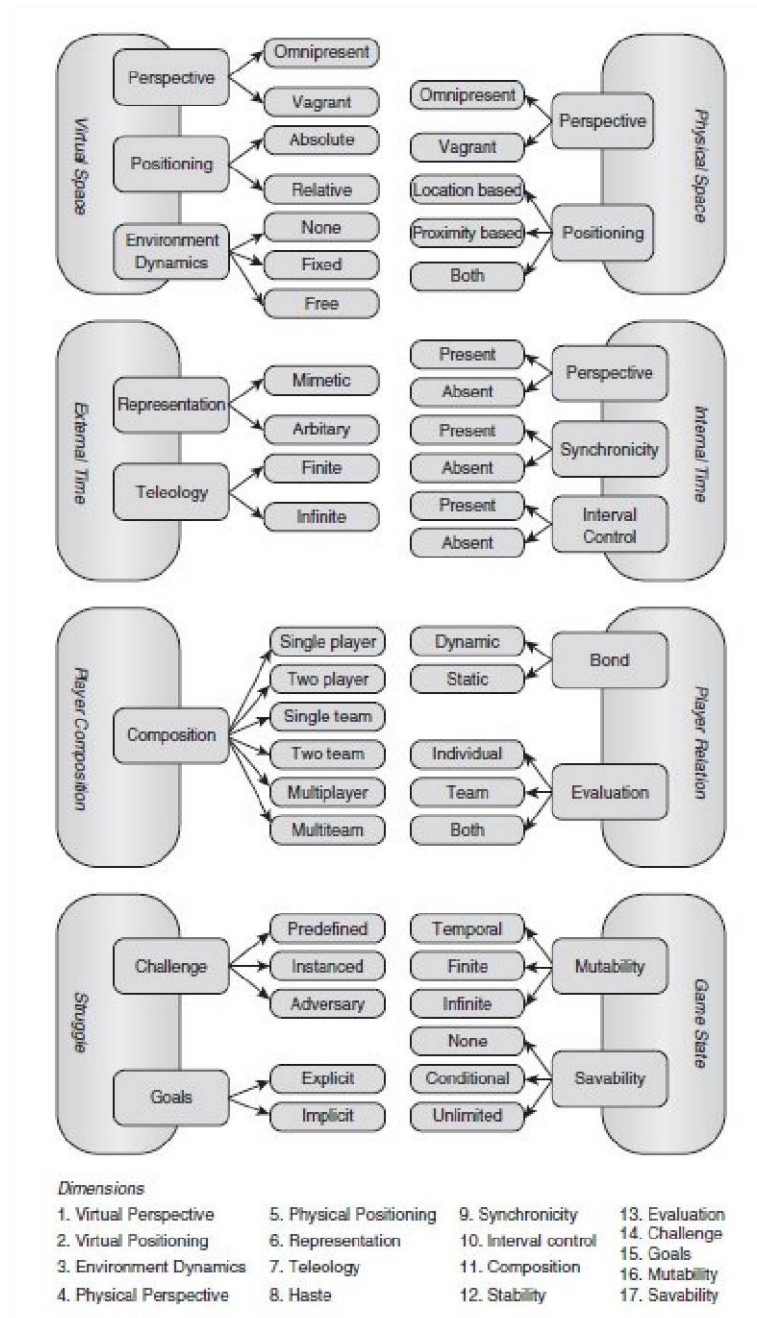 Virtual Space
Perspective
Omnipresent
Vagrant
Positioning
Absolute
Relative
Environment
Dynamics
None
Fixed
Free
Physical Space
Perspective
Omnipresent
Vagrant
Positioning
Location based
Proximity based
Both
External Time
Representation
Mimetic
Arbitary
Teleology
Finite
Infinite
Internal Time
Perspective
Present
Absent
Synchronicity
Present
Absent
Interval
Control
Present
Absent
Player Composition
Composition
Single player
Two player
Single team
Two team
Multiplayer
Multiteam
Player Relation
Bond
Dynamic
Static
Evaluation
Individual
Team
Both
Struggle
Challenge
Predefined
Instanced
Adversary
Goals
Explicit
Implicit
Game State
Mutability
Temporal
Finite
Infinite
Savability
None
Conditional
Unlimited
Dimensions
1. Virtual Perspective
2. Virtual Positioning
3. Environment Dynamics
4. Physical Perspective
5. Physical Positioning
6. Representation
7. Teleology
8. Haste
9. Synchronicity
10. Interval control
11. Composition
12. Stability
13. Evaluation
14. Challenge
15. Goals
16. Mutability
17. Savability